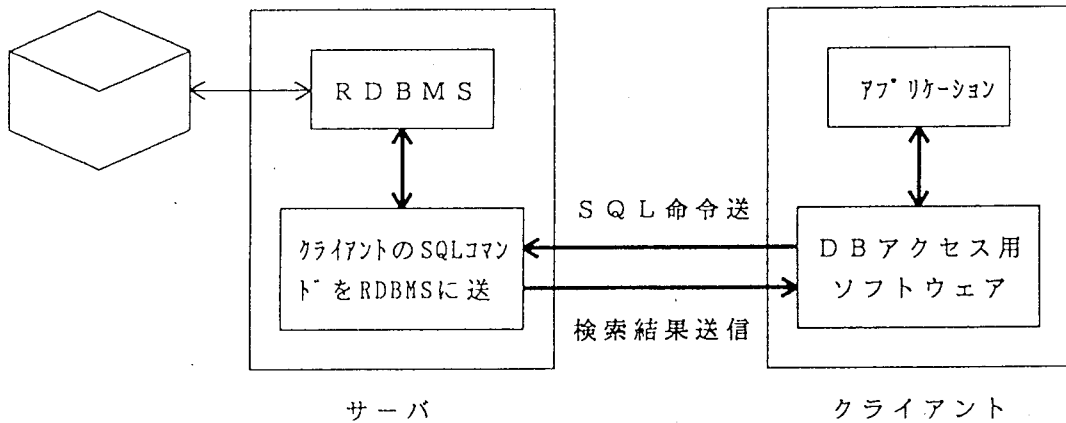 RDBMS
アプリケーション
SQL命令送
クライアントのSQLコマン
ドをRDBMSに送
DBアクセス用
ソフトウェア
検索結果送信
サーバ
クライアント